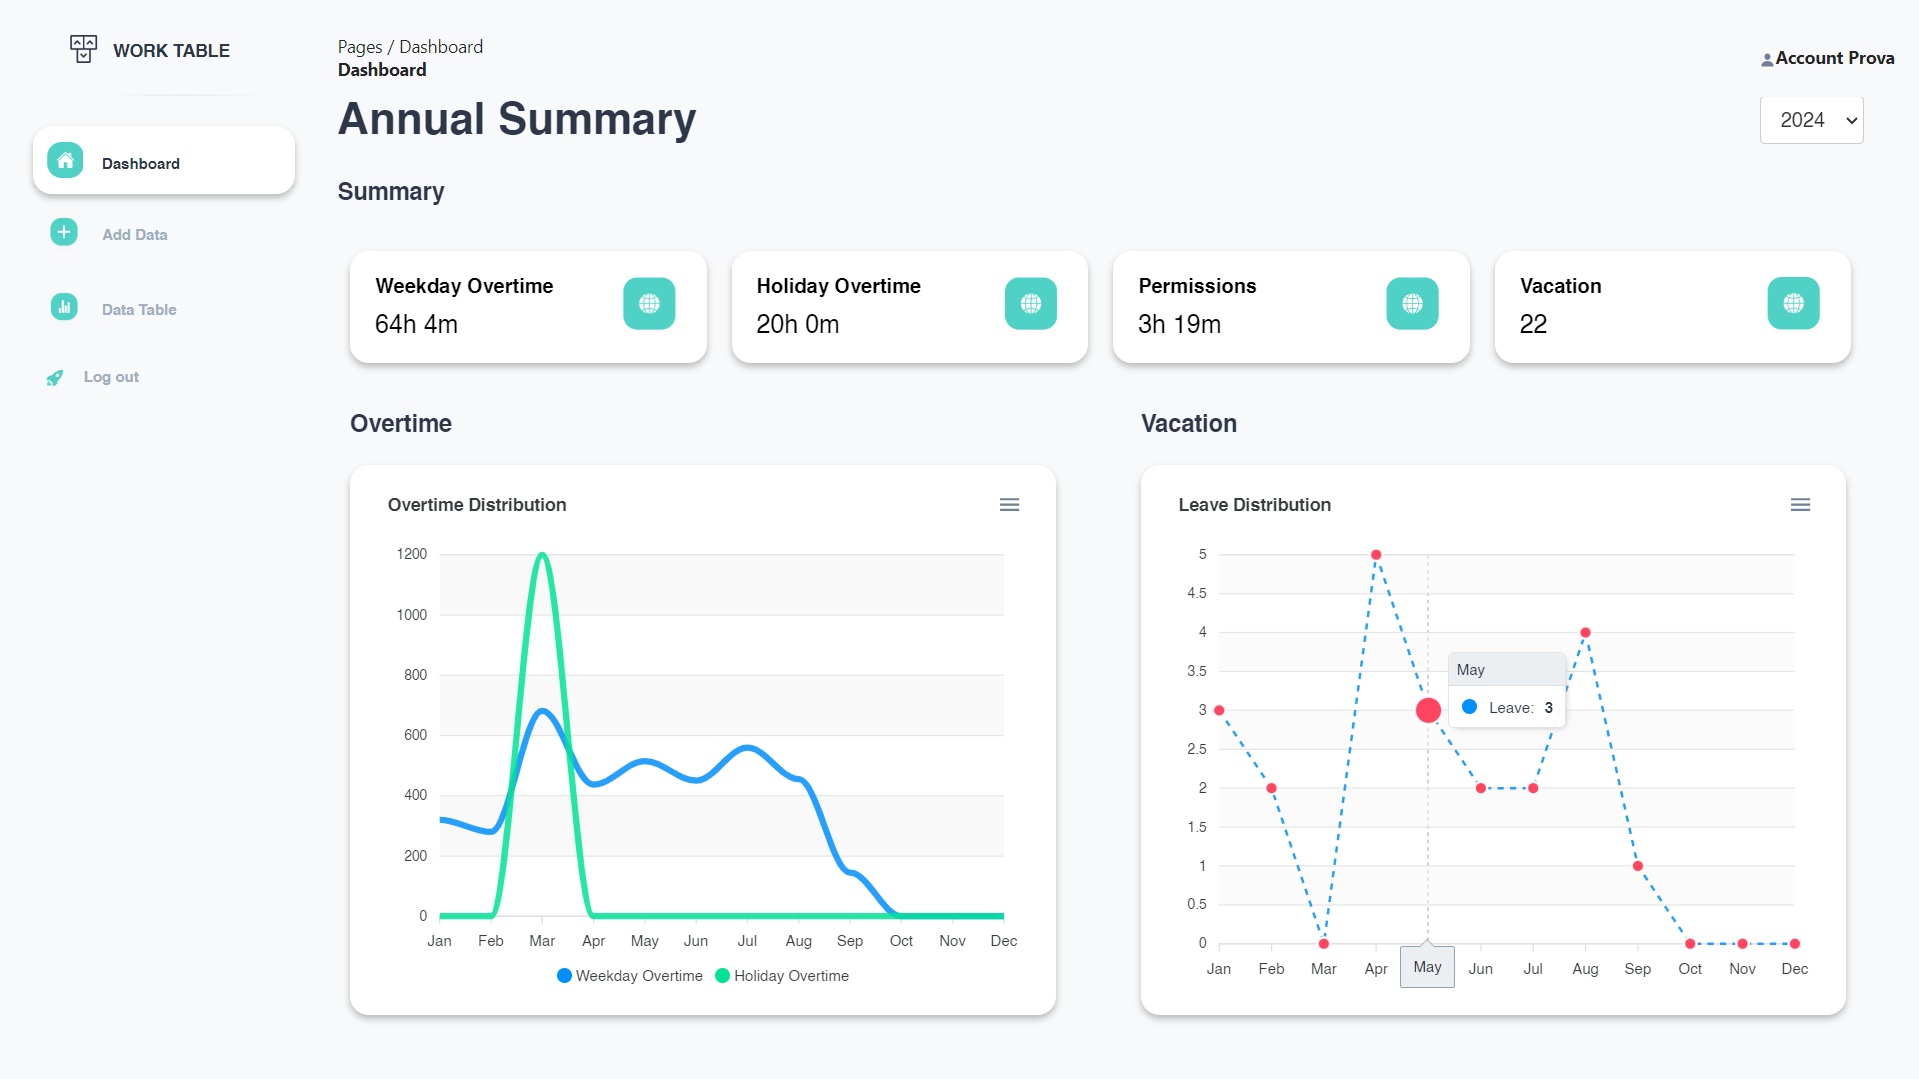 WORK TABLE
Pages / Dashboard
Dashboard
Account Prova
Annual Summary
2024
Dashboard
Add Data
Data Table
Log out
Summary
Weekday Overtime
64h 4m
Holiday Overtime
20h 0m
Permissions
3h 19m
Vacation
22
Overtime
Overtime Distribution
1200
1000
800
600
400
200
0
Jan Feb Mar Apr May Jun Jul Aug Sep Oct Nov Dec
Weekday Overtime Holiday Overtime
Vacation
Leave Distribution
5
4.5
4
3.5
3
2.5
2
1.5
1
0.5
0
May
Leave: 3
Jan Feb Mar Apr May Jun Jul Aug Sep Oct Nov Dec